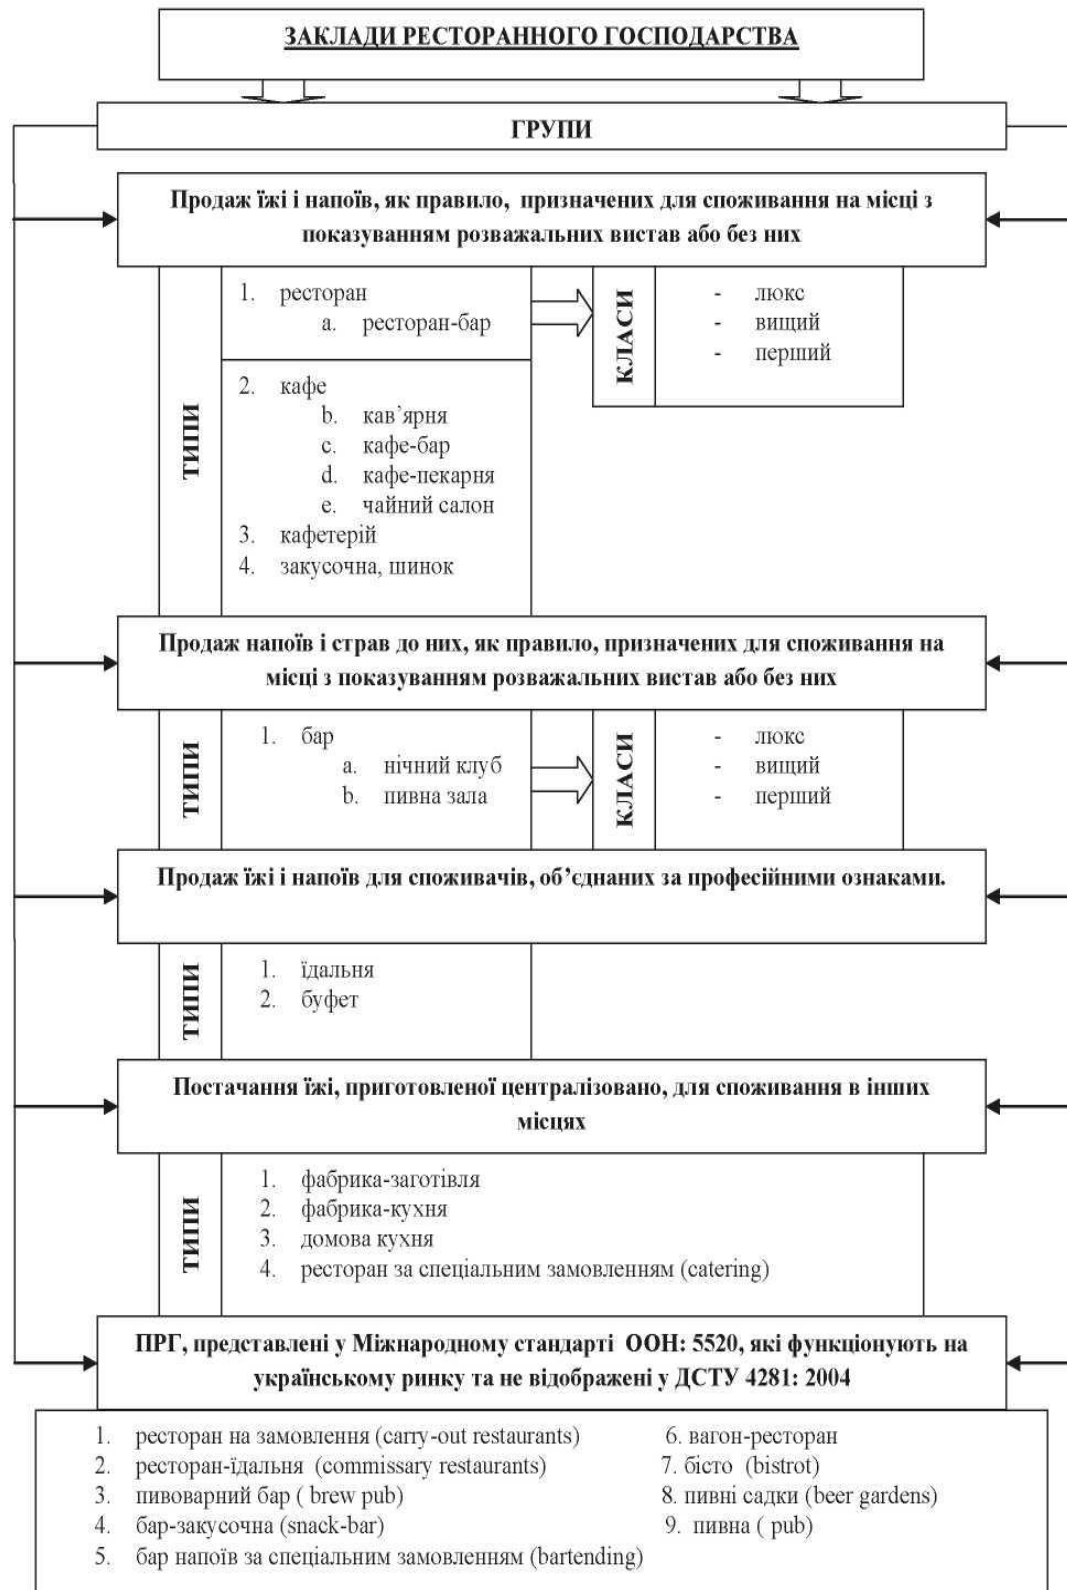 ЗАКЛАДИ РЕСТОРАННОГО ГОСПОДАРСТВА
ГРУПИ
Продаж їжі і напоїв, як правило, призначених для споживання на місці з
показуванням розважальних вистав або без них
ТИПИ
1. ресторан
a. ресторан-бар
КЛАСИ
- люкс
- вищий
- перший
2. кафе
b. кав’ярня
c. кафе-бар
d. кафе-пекарня
e. чайний салон
3. кафетерій
4. закусочна, шинок
Продаж напоїв і страв до них, як правило, призначених для споживання на
місці з показуванням розважальних вистав або без них
ТИПИ
1. бар
a. нічний клуб
b. пивна зала
КЛАСИ
- люкс
- вищий
- перший
Продаж їжі і напоїв для споживачів, об’єднаних за професійними ознаками.
ТИПИ
1. їдальня
2. буфет
Постачання їжі, приготовленої централізовано, для споживання в інших
місцях
ТИПИ
1. фабрика-заготівля
2. фабрика-кухня
3. домова кухня
4. ресторан за спеціальним замовленням (catering)
ПРГ, представлені у Міжнародному стандарті ООН: 5520, які функціонують на
українському ринку та не відображені у ДСТУ 4281: 2004
1. ресторан на замовлення (carry-out restaurants)
2. ресторан-їдальня (commissary restaurants)
3. пивоварний бар ( brew pub)
4. бар-закусочна (snack-bar)
5. бар напоїв за спеціальним замовленням (bartending)
6. вагон-ресторан
7. бісто (bistrot)
8. пивні садки (beer gardens)
9. пивна ( pub)